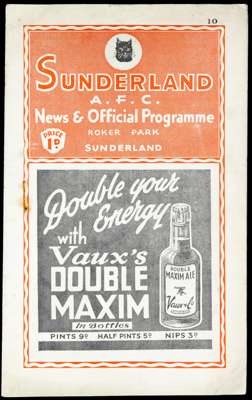 10
SUNDERLAND
A.F.C.
News & Official Programme
PRICE
1D
ROKER PARK
SUNDERLAND
Double your
Energy
with
Vaux's
DOUBLE
MAXIM
In Bottles
DOUBLE
MAXIM ALE
Vaux & Co
PINTS 9D HALF PINTS 5D NIPS 3D